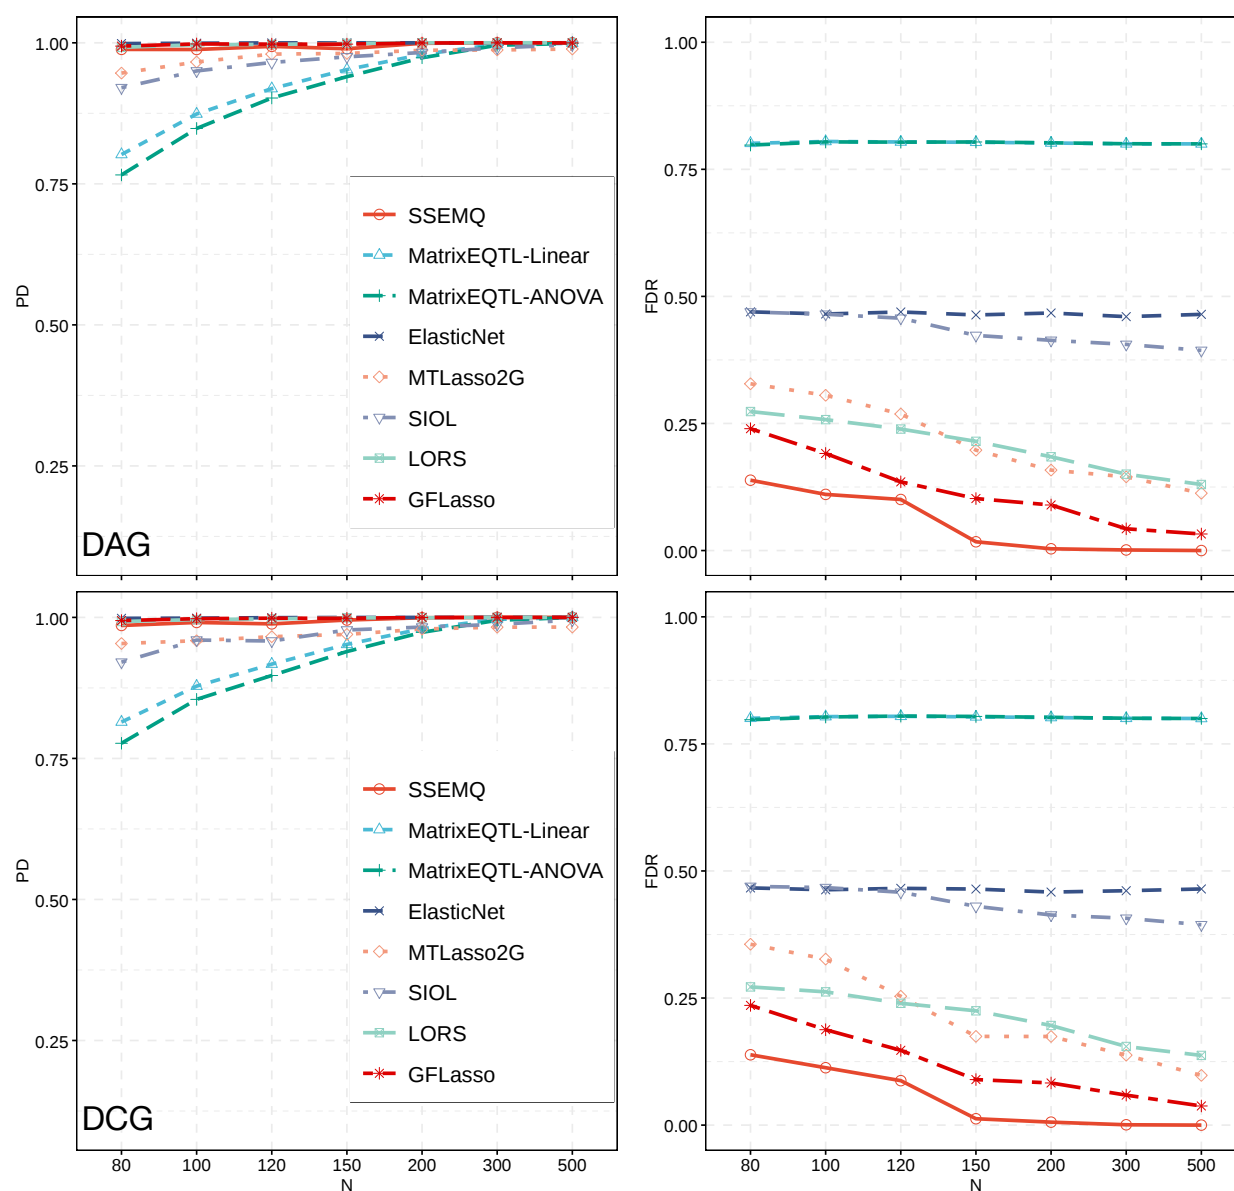 1.00
0.75
0.50
0.25
PD
SSEMQ
MatrixEQTL-Linear
MatrixEQTL-ANOVA
ElasticNet
MTLasso2G
SIOL
LORS
GFLasso
DAG
1.00
0.75
0.50
0.25
0.00
FDR
1.00
0.75
0.50
0.25
PD
SSEMQ
MatrixEQTL-Linear
MatrixEQTL-ANOVA
ElasticNet
MTLasso2G
SIOL
LORS
GFLasso
DCG
80 100 120 150 200 300 500
N
1.00
0.75
0.50
0.25
0.00
FDR
80 100 120 150 200 300 500
N